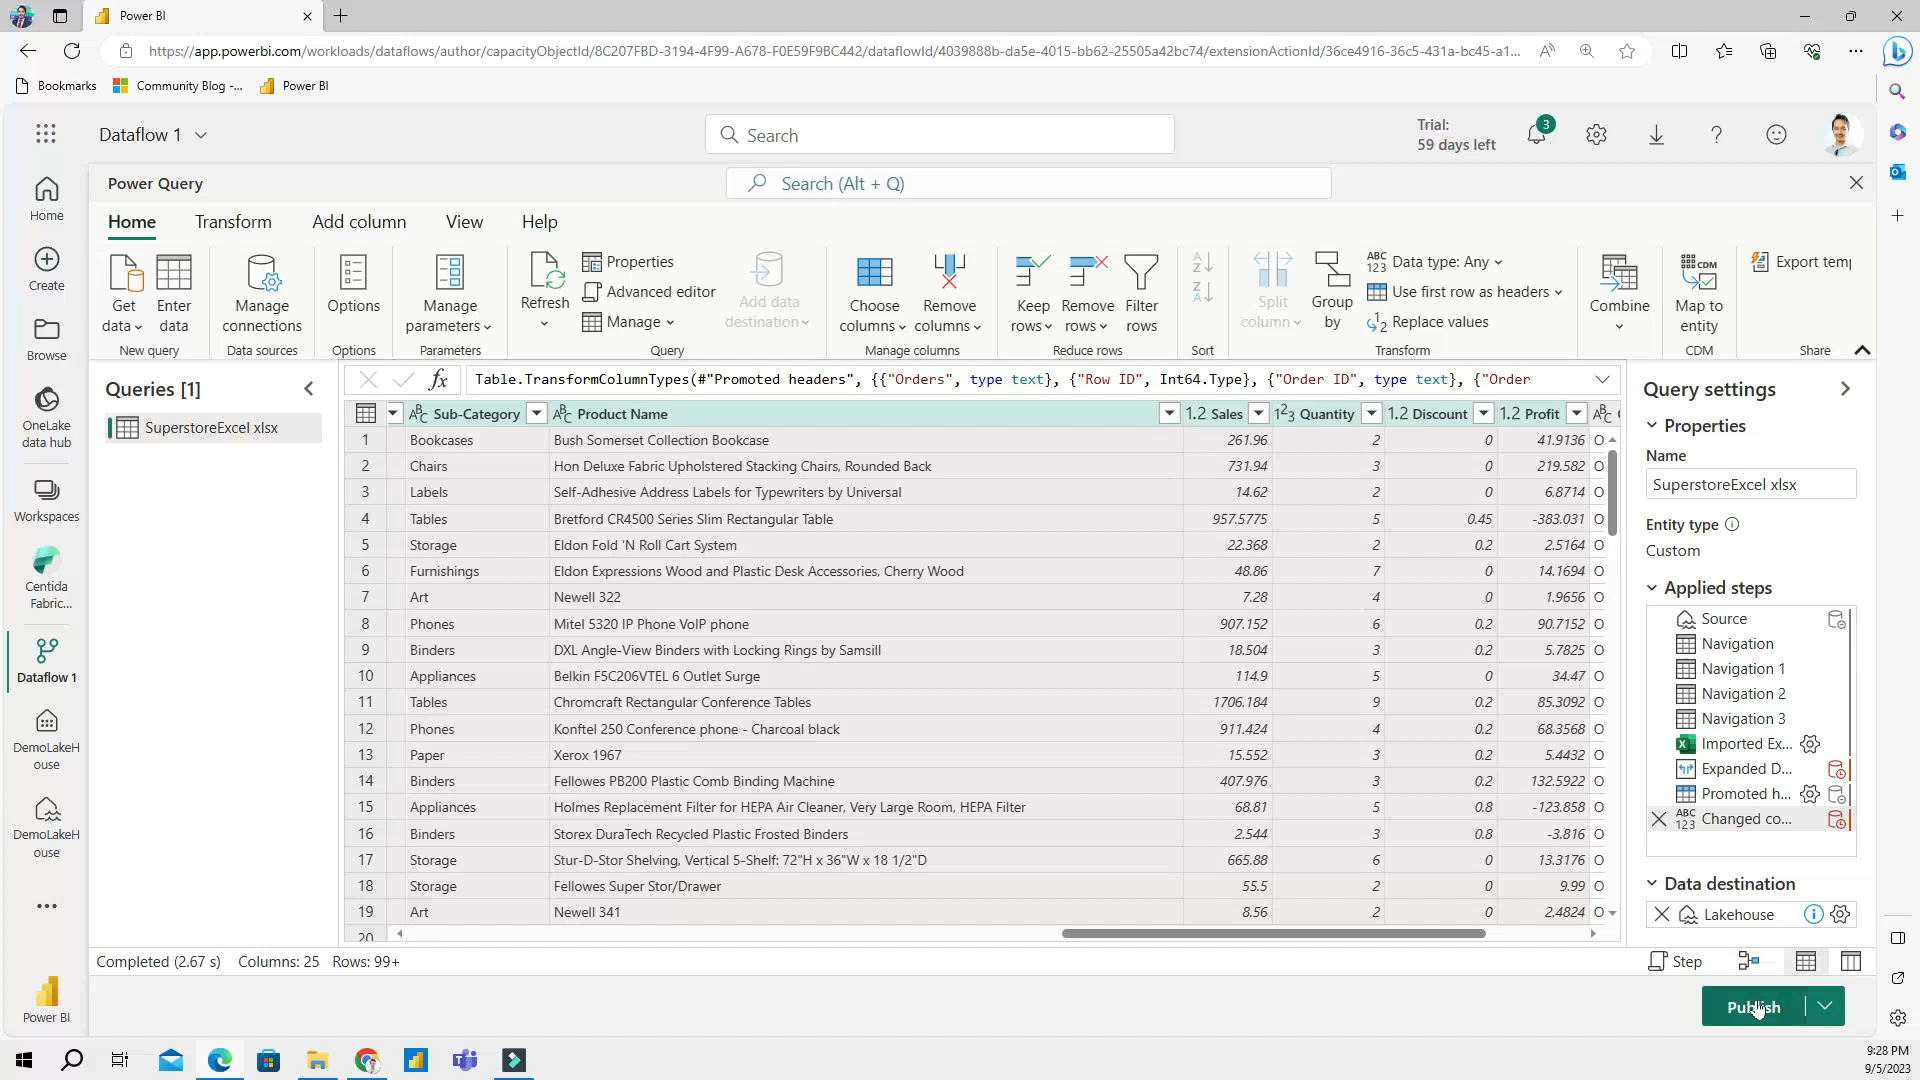 Power BI
https://app.powerbi.com/workloads/dataflows/author/capacityObjectId/8C207FBD-3194-4F99-A678-F0E59F9BC442/dataflowId/4039888b-da5e-4015-bb62-25505a42bc74/extensionActionId/36ce4916-36c5-431a-bc45-a1...
Bookmarks
Community Blog -...
Power BI
Dataflow 1
Search
Trial:
59 days left
3
Power Query
Search (Alt + Q)
Home
Transform
Add column
View
Help
Get data
Enter data
New query
Manage connections
Data sources
Options
Options
Manage parameters
Parameters
Refresh
Properties
Advanced editor
Manage
Add data destination
Query
Choose columns
Remove columns
Manage columns
Keep rows
Remove rows
Filter rows
Reduce rows
Sort
Split column
Group by
Data type: Any
Use first row as headers
Replace values
Transform
Combine
Map to entity
CDM
Export temp
Share
Home
Create
Browse
OneLake data hub
Workspaces
Centida Fabric...
Dataflow 1
DemoLakeH ouse
DemoLakeH ouse
Power BI
Queries [1]
SuperstoreExcel xlsx
fx
Table.TransformColumnTypes(#"Promoted headers", {{"Orders", type text}, {"Row ID", Int64.Type}, {"Order ID", type text}, {"Order
Sub-Category Product Name 1.2 Sales 123 Quantity 1.2 Discount 1.2 Profit
1 Bookcases Bush Somerset Collection Bookcase 261.96 2 0 41.9136 O
2 Chairs Hon Deluxe Fabric Upholstered Stacking Chairs, Rounded Back 731.94 3 0 219.582 O
3 Labels Self-Adhesive Address Labels for Typewriters by Universal 14.62 2 0 6.8714 O
4 Tables Bretford CR4500 Series Slim Rectangular Table 957.5775 5 0.45 -383.031 O
5 Storage Eldon Fold 'N Roll Cart System 22.368 2 0.2 2.5164 O
6 Furnishings Eldon Expressions Wood and Plastic Desk Accessories, Cherry Wood 48.86 7 0 14.1694 O
7 Art Newell 322 7.28 4 0 1.9656 O
8 Phones Mitel 5320 IP Phone VoIP phone 907.152 6 0.2 90.7152 O
9 Binders DXL Angle-View Binders with Locking Rings by Samsill 18.504 3 0.2 5.7825 O
10 Appliances Belkin F5C206VTEL 6 Outlet Surge 114.9 5 0 34.47 O
11 Tables Chromcraft Rectangular Conference Tables 1706.184 9 0.2 85.3092 O
12 Phones Konftel 250 Conference phone - Charcoal black 911.424 4 0.2 68.3568 O
13 Paper Xerox 1967 15.552 3 0.2 5.4432 O
14 Binders Fellowes PB200 Plastic Comb Binding Machine 407.976 3 0.2 132.5922 O
15 Appliances Holmes Replacement Filter for HEPA Air Cleaner, Very Large Room, HEPA Filter 68.81 5 0.8 -123.858 O
16 Binders Storex DuraTech Recycled Plastic Frosted Binders 2.544 3 0.8 -3.816 O
17 Storage Stur-D-Stor Shelving, Vertical 5-Shelf: 72"H x 36"W x 18 1/2"D 665.88 6 0 13.3176 O
18 Storage Fellowes Super Stor/Drawer 55.5 2 0 9.99 O
19 Art Newell 341 8.56 2 0 2.4824 O
20
Query settings
Properties
Name
SuperstoreExcel xlsx
Entity type
Custom
Applied steps
Source
Navigation
Navigation 1
Navigation 2
Navigation 3
Imported Ex...
Expanded D...
Promoted h...
Changed co...
Data destination
Lakehouse
Completed (2.67 s) Columns: 25 Rows: 99+
Step
Publish
9:28 PM
9/5/2023